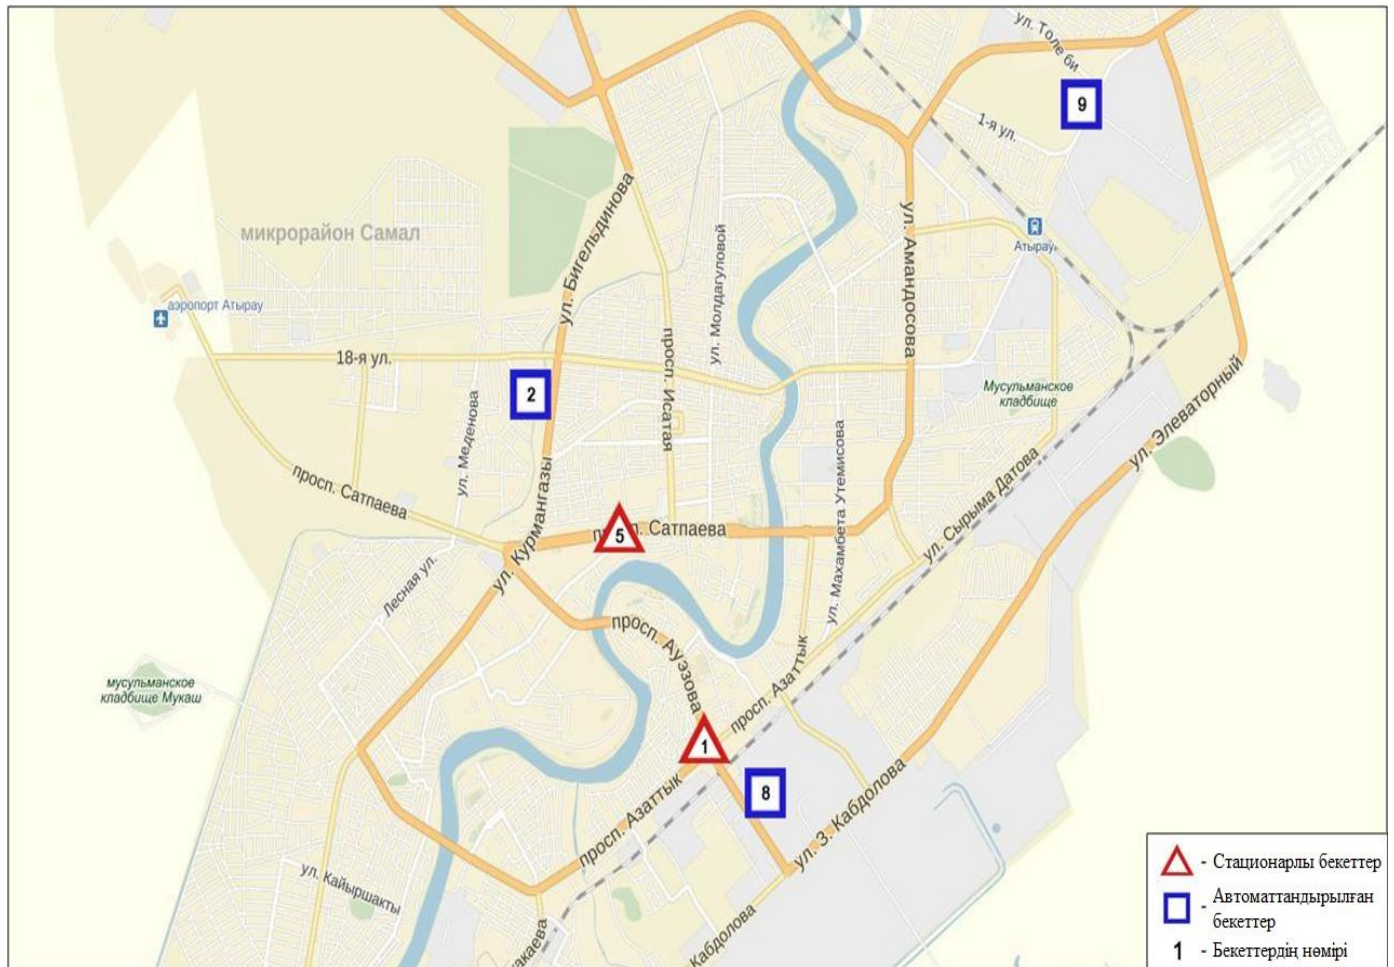 ул. Толе би
9
1-я ул.
ул. Бигельдинова
ул. Амандосова
микрорайон Самал
ул. Молдагуловой
Атырау
аэропорт Атырау
18-я ул.
просп. Исатая
Мусульманское
кладбище
ул. Элеваторный
2
ул. Меденова
ул. Махамбета Утемисова
просп. Сатпаева
ул. Курмангазы
5
Сатпаева
ул. Сырыма Датова
Лесная ул.
просп. Ауэзова
просп. Азаттык
мусульманское
кладбище Мукаш
1
8
просп. Азаттык
ул. З. Кабдолова
ул. Кайыршакты
Кабдолова
- Стационарлы бекеттер
- Автоматтандырылған
бекеттер
1 - Бекеттердің нөмірі